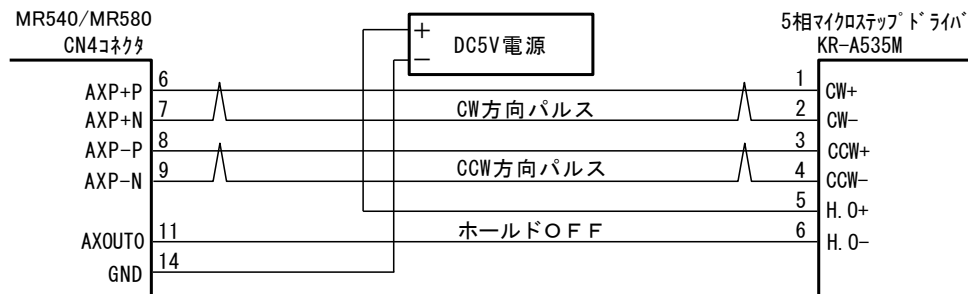 MR540/MR580
CN4ｺﾈｸﾀ
+
－
DC5V電源
5相ﾏｲｸﾛｽﾃｯﾌﾟﾄﾞﾗｲﾊﾞ
KR-A535M
AXP+P 6
1 CW+
AXP+N 7
CW方向パルス
2 CW-
AXP-P 8
3 CCW+
AXP-N 9
CCW方向パルス
4 CCW-
5 H.O+
AXOUT0 11
ホールドＯＦＦ
6 H.O-
GND 14